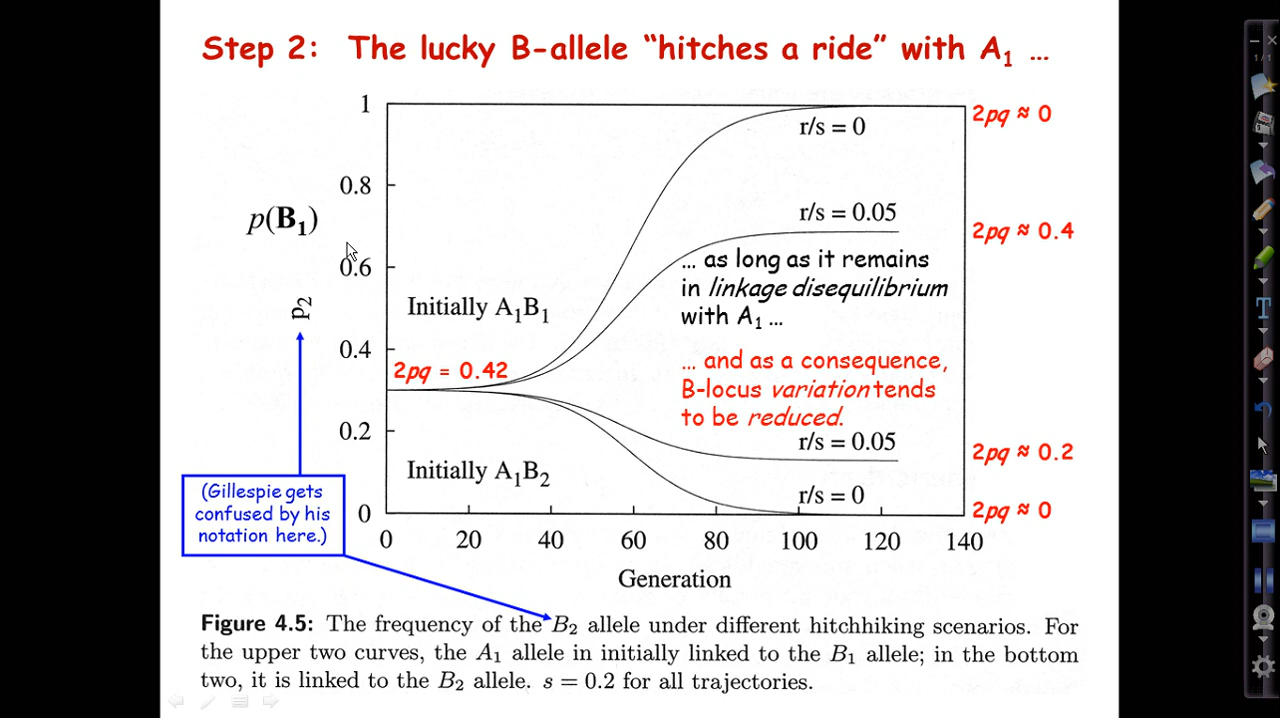 Step 2: The lucky B-allele “hitches a ride” with A₁ …
1
2pq ≈ 0
r/s = 0
0.8
p(B₁)
r/s = 0.05
2pq ≈ 0.4
0.6
… as long as it remains
in linkage disequilibrium
with A₁ …
p₂
Initially A₁B₁
0.4
2pq = 0.42
… and as a consequence,
B-locus variation tends
to be reduced.
0.2
r/s = 0.05
2pq ≈ 0.2
Initially A₁B₂
r/s = 0
2pq ≈ 0
0
(Gillespie gets
confused by his
notation here.)
0 20 40 60 80 100 120 140
Generation
Figure 4.5: The frequency of the B₂ allele under different hitchhiking scenarios. For
the upper two curves, the A₁ allele in initially linked to the B₁ allele; in the bottom
two, it is linked to the B₂ allele. s = 0.2 for all trajectories.
1/1